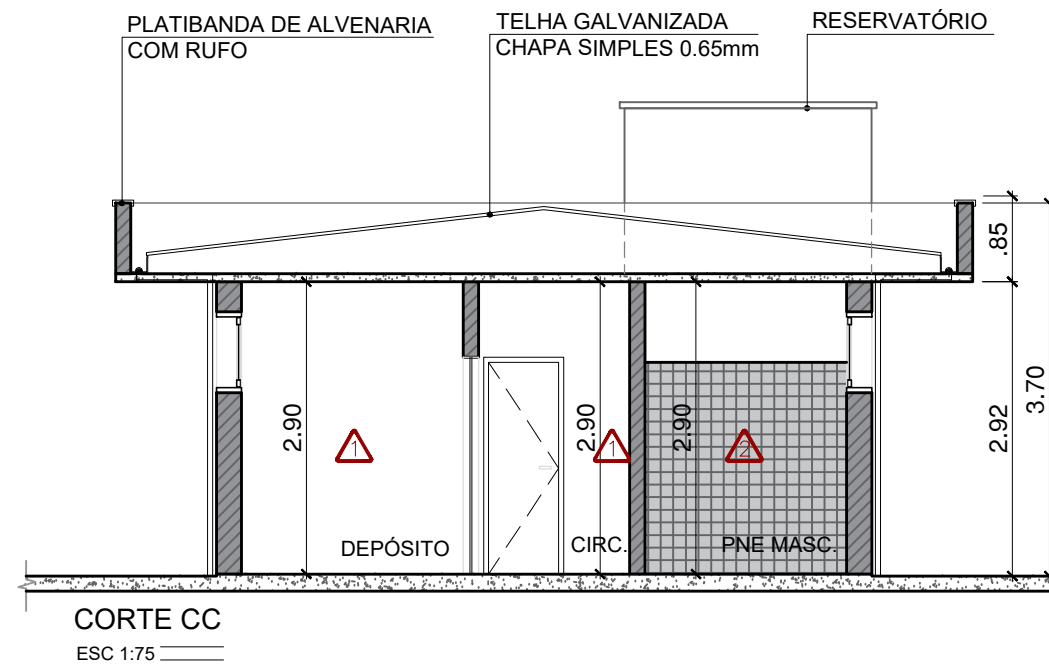 PLATIBANDA DE ALVENARIA
COM RUFO
TELHA GALVANIZADA
CHAPA SIMPLES 0.65mm
RESERVATÓRIO
.85
3.70
2.92
2.90
2.90
2.90
1
1
2
DEPÓSITO
CIRC.
PNE MASC.
CORTE CC
ESC 1:75